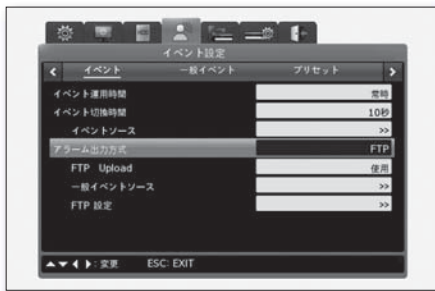 イベント設定
< イベント 一般イベント プリセット >
イベント運用時間 常時
イベント切換時間 10秒
イベントソース >>
アラーム出力方式 FTP
FTP Upload 使用
一般イベントソース >>
FTP 設定 >>
▲▼◀▶: 変更 ESC: EXIT